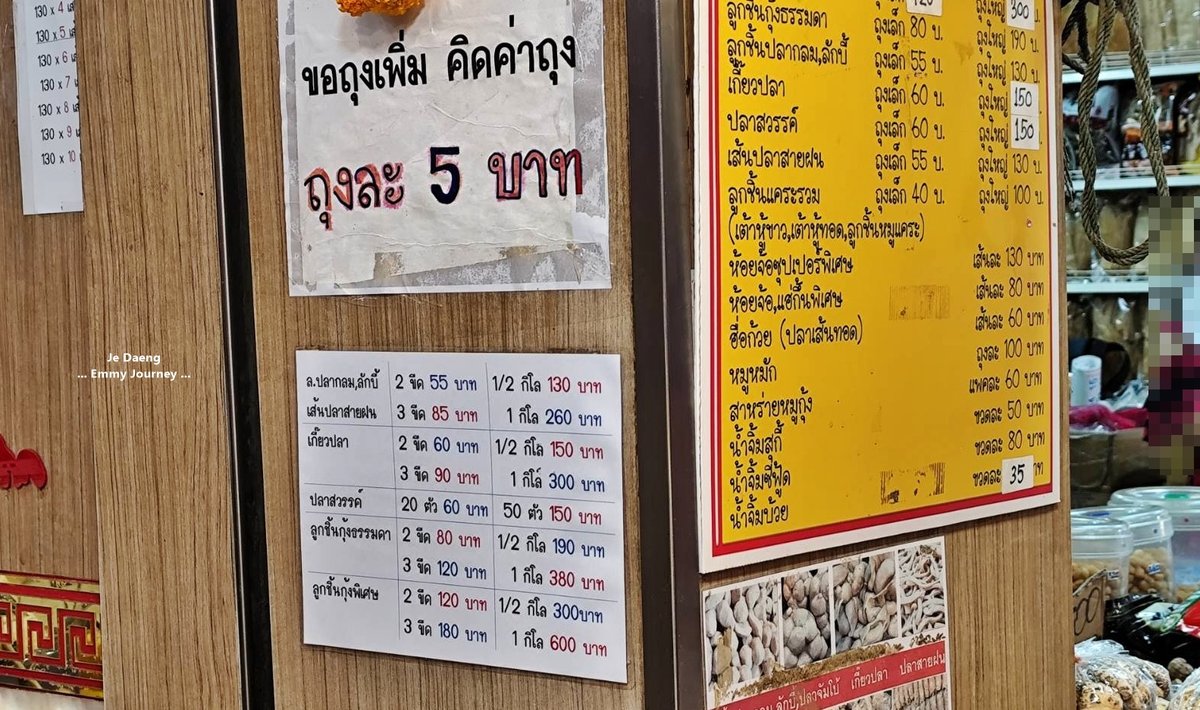 130 x 4
130 x 5
130 x 6
130 x 7
130 x 8
130 x 9
130 x 10
ขอถุงเพิ่ม คิดค่าถุง
ถุงละ 5 บาท
ล.ปลากลม,ลักบี้ 2 ขีด 55 บาท 1/2 กิโล 130 บาท
เส้นปลาสายฝน 3 ขีด 85 บาท 1 กิโล 260 บาท
เกี๊ยวปลา 2 ขีด 60 บาท 1/2 กิโล 150 บาท
3 ขีด 90 บาท 1 กิโล 300 บาท
ปลาสวรรค์ 20 ตัว 60 บาท 50 ตัว 150 บาท
ลูกชิ้นกุ้งธรรมดา 2 ขีด 80 บาท 1/2 กิโล 190 บาท
3 ขีด 120 บาท 1 กิโล 380 บาท
ลูกชิ้นกุ้งพิเศษ 2 ขีด 120 บาท 1/2 กิโล 300บาท
3 ขีด 180 บาท 1 กิโล 600 บาท
120 ถุงใหญ่ 300 บ.
ลูกชิ้นกุ้งธรรมดา ถุงเล็ก 80 บ. ถุงใหญ่ 190 บ.
ลูกชิ้นปลากลม,ลักบี้ ถุงเล็ก 55 บ. ถุงใหญ่ 130 บ.
เกี๊ยวปลา ถุงเล็ก 60 บ. ถุงใหญ่ 150
ปลาสวรรค์ ถุงเล็ก 60 บ. ถุงใหญ่ 150
เส้นปลาสายฝน ถุงเล็ก 55 บ. ถุงใหญ่ 130 บ.
ลูกชิ้นแคระรวม ถุงเล็ก 40 บ. ถุงใหญ่ 100 บ.
(เต้าหู้ขาว,เต้าหู้ทอด,ลูกชิ้นหมูแคระ)
ห้อยจ้อซุปเปอร์พิเศษ เส้นละ 130 บาท
ห้อยจ้อ,แฮ่กึ้นพิเศษ เส้นละ 80 บาท
ฮื่อก้วย (ปลาเส้นทอด) เส้นละ 60 บาท
หมูหมัก ถุงละ 100 บาท
สาหร่ายหมูกุ้ง แพคละ 60 บาท
น้ำจิ้มสุกี้ ขวดละ 50 บาท
น้ำจิ้มซีฟู้ด ขวดละ 80 บาท
น้ำจิ้มบ๊วย ขวดละ 35
ลักบี้,ปลาจัมโบ้ เกี๊ยวปลา ปลาสายฝน
Je Daeng
... Emmy Journey ...